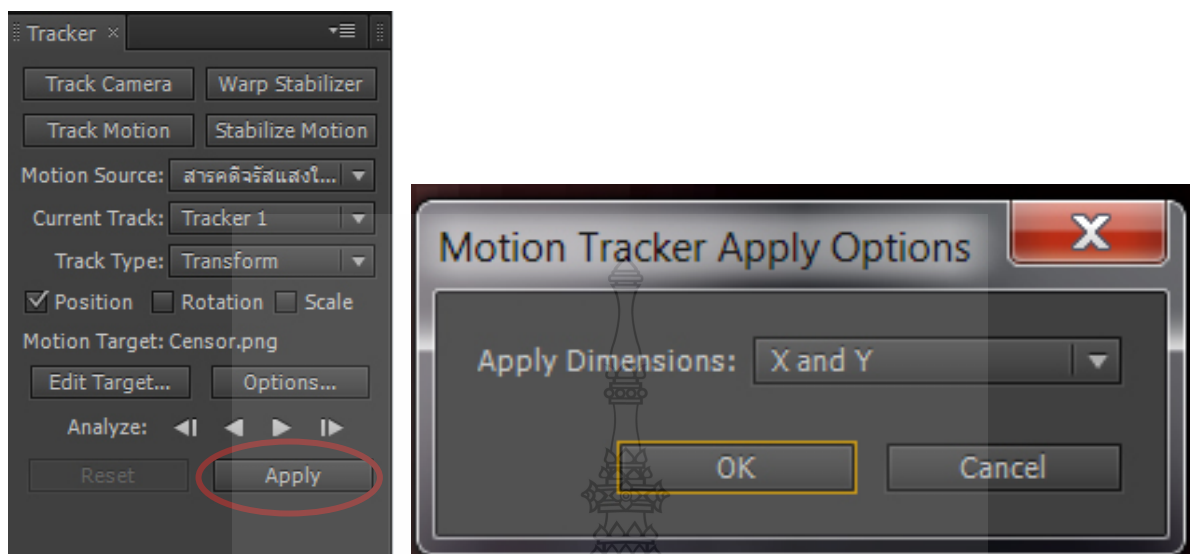 Tracker
Track Camera Warp Stabilizer
Track Motion Stabilize Motion
Motion Source: สารคดีจรัสแสงใ...
Current Track: Tracker 1
Track Type: Transform
Position Rotation Scale
Motion Target: Censor.png
Edit Target... Options...
Analyze:
Reset Apply
Motion Tracker Apply Options
Apply Dimensions: X and Y
OK Cancel